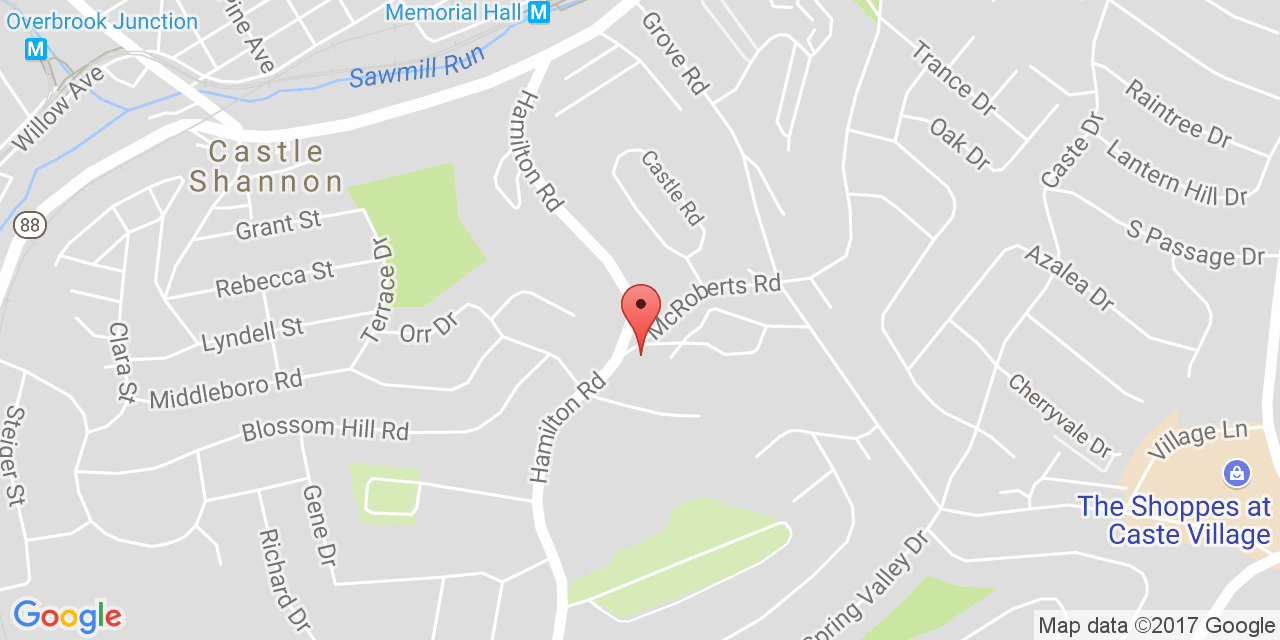 Overbrook Junction
M
Memorial Hall M
Pine Ave
Willow Ave
Sawmill Run
Grove Rd
Trance Dr
Oak Dr
Raintree Dr
Caste Dr
Lantern Hill Dr
S Passage Dr
Azalea Dr
Castle
Shannon
88
Hamilton Rd
Castle Rd
McRoberts Rd
Grant St
Rebecca St
Lyndell St
Terrace Dr
Orr Dr
Clara St
Middleboro Rd
Blossom Hill Rd
Steiger St
Hamilton Rd
Cherryvale Dr
Village Ln
The Shoppes at
Caste Village
Gene Dr
Richard Dr
Spring Valley Dr
Google
Map data ©2017 Google